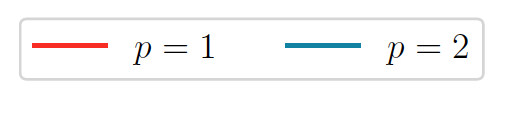 p = 1 p = 2